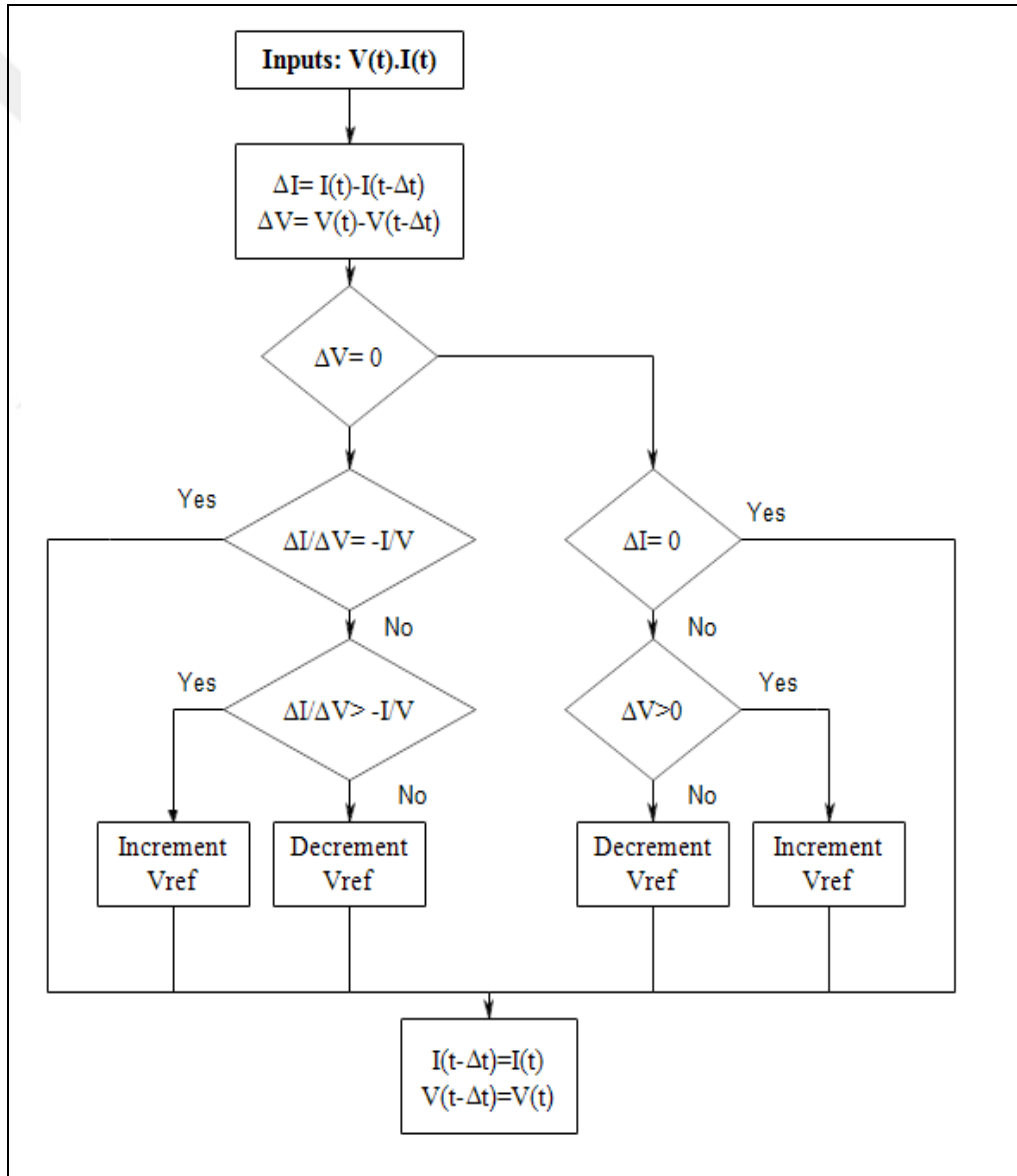 Inputs: V(t).I(t)
ΔI= I(t)-I(t-Δt)
ΔV= V(t)-V(t-Δt)
ΔV= 0
Yes
ΔI/ΔV= -I/V
ΔI= 0
Yes
No
No
Yes
ΔI/ΔV> -I/V
ΔV>0
Yes
No
No
Increment
Vref
Decrement
Vref
Decrement
Vref
Increment
Vref
I(t-Δt)=I(t)
V(t-Δt)=V(t)